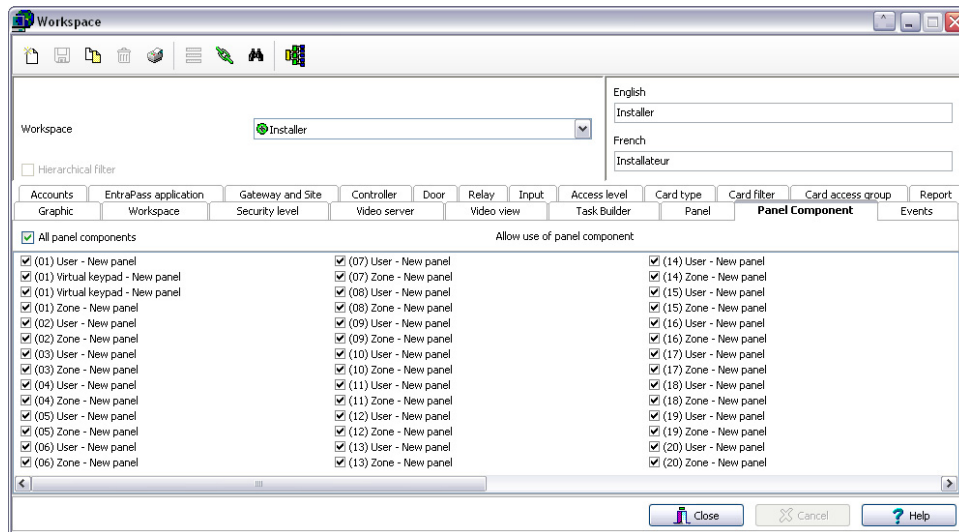 Workspace
English
Installer
Workspace
Installer
French
Installateur
Hierarchical filter
Accounts EntraPass application Gateway and Site Controller Door Relay Input Access level Card type Card filter Card access group Report
Graphic Workspace Security level Video server Video view Task Builder Panel Panel Component Events
All panel components
Allow use of panel component
(01) User - New panel
(01) Virtual keypad - New panel
(01) Virtual keypad - New panel
(01) Zone - New panel
(02) User - New panel
(02) Zone - New panel
(03) User - New panel
(03) Zone - New panel
(04) User - New panel
(04) Zone - New panel
(05) User - New panel
(05) Zone - New panel
(06) User - New panel
(06) Zone - New panel
(07) User - New panel
(07) Zone - New panel
(08) User - New panel
(08) Zone - New panel
(09) User - New panel
(09) Zone - New panel
(10) User - New panel
(10) Zone - New panel
(11) User - New panel
(11) Zone - New panel
(12) User - New panel
(12) Zone - New panel
(13) User - New panel
(13) Zone - New panel
(14) User - New panel
(14) Zone - New panel
(15) User - New panel
(15) Zone - New panel
(16) User - New panel
(16) Zone - New panel
(17) User - New panel
(17) Zone - New panel
(18) User - New panel
(18) Zone - New panel
(19) User - New panel
(19) Zone - New panel
(20) User - New panel
(20) Zone - New panel
Close Cancel Help